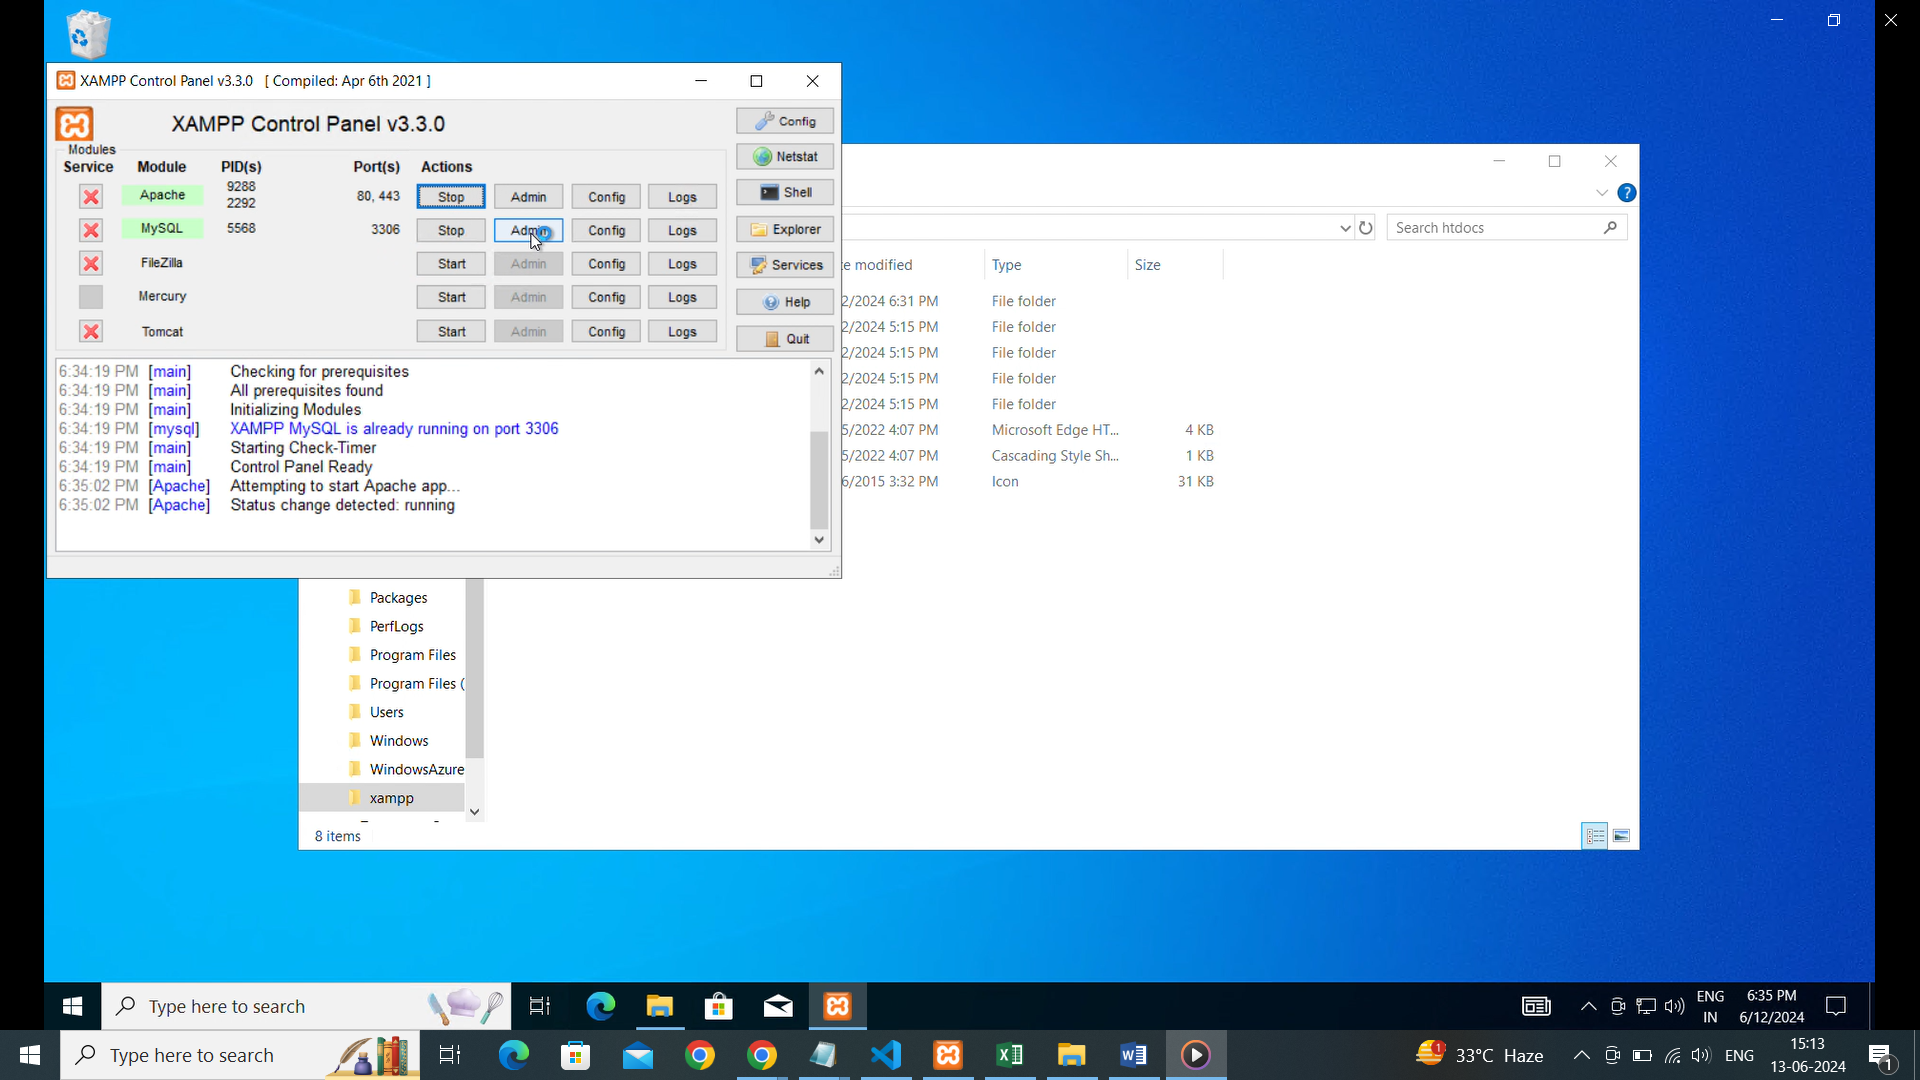 XAMPP Control Panel v3.3.0 [ Compiled: Apr 6th 2021 ]
XAMPP Control Panel v3.3.0
Config
Modules
Service Module PID(s) Port(s) Actions
Netstat
Apache 9288 2292 80, 443 Stop Admin Config Logs
Shell
MySQL 5568 3306 Stop Config Logs
Explorer
FileZilla Start Admin Config Logs
Services
Mercury Start Admin Config Logs
Help
Tomcat Start Admin Config Logs
Quit
6:34:19 PM [main] Checking for prerequisites
6:34:19 PM [main] All prerequisites found
6:34:19 PM [main] Initializing Modules
6:34:19 PM [mysql] XAMPP MySQL is already running on port 3306
6:34:19 PM [main] Starting Check-Timer
6:34:19 PM [main] Control Panel Ready
6:35:02 PM [Apache] Attempting to start Apache app...
6:35:02 PM [Apache] Status change detected: running
Search htdocs
modified Type Size
2/2024 6:31 PM File folder
2/2024 5:15 PM File folder
2/2024 5:15 PM File folder
2/2024 5:15 PM File folder
2/2024 5:15 PM File folder
5/2022 4:07 PM Microsoft Edge HT... 4 KB
5/2022 4:07 PM Cascading Style Sh... 1 KB
6/2015 3:32 PM Icon 31 KB
Packages
PerfLogs
Program Files
Program Files (
Users
Windows
WindowsAzure
xampp
8 items
Type here to search
ENG
IN
6:35 PM
6/12/2024
Type here to search
33°C Haze
ENG
15:13
13-06-2024
1